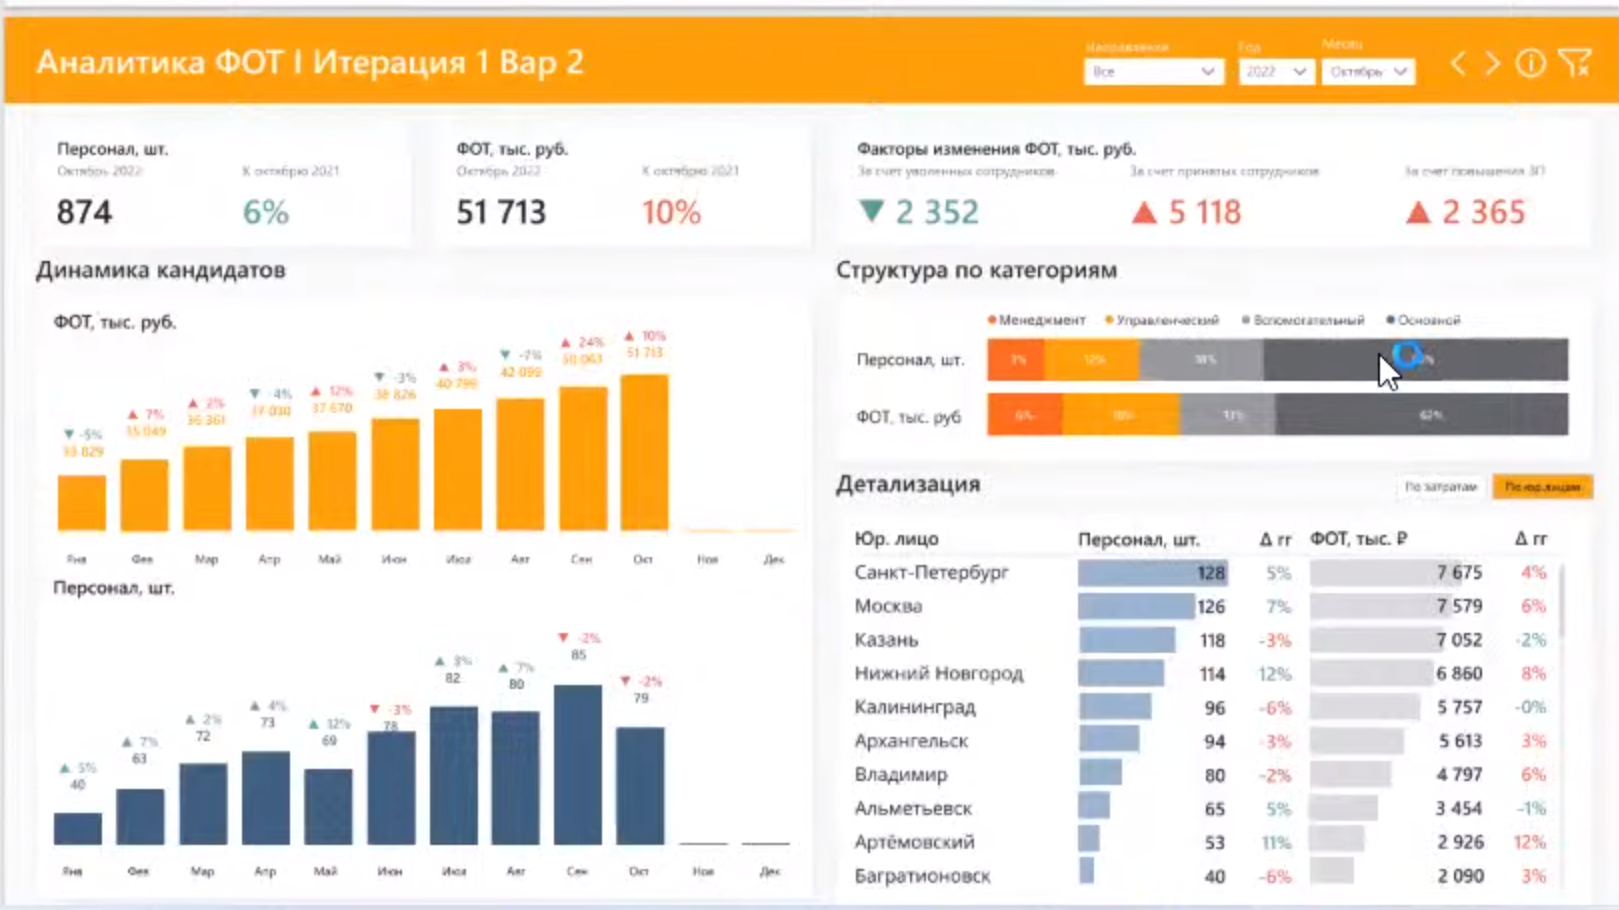 Аналитика ФОТ I Итерация 1 Вар 2
Направление
Все
Год
2022
Месяц
Октябрь
Персонал, шт.
Октябрь 2022
К октябрю 2021
874
6%
ФОТ, тыс. руб.
Октябрь 2022
К октябрю 2021
51 713
10%
Факторы изменения ФОТ, тыс. руб.
За счет уволенных сотрудников
За счет принятых сотрудников
За счет повышения ЗП
▼ 2 352
▲ 5 118
▲ 2 365
Динамика кандидатов
ФОТ, тыс. руб.
▼ -5%
33 829
▲ 7%
35 049
▲ 2%
36 361
▼ -4%
37 030
▲ 12%
37 670
▼ -3%
38 826
▲ 3%
40 796
▼ -7%
42 099
▲ 24%
50 063
▲ 10%
51 713
Янв Фев Мар Апр Май Июн Июл Авг Сен Окт Ноя Дек
Персонал, шт.
▲ 5%
40
▲ 7%
63
▲ 2%
72
▲ 4%
73
▲ 12%
69
▼ -3%
78
▲ 3%
82
▲ 7%
80
▼ -2%
85
▼ -2%
79
Янв Фев Мар Апр Май Июн Июл Авг Сен Окт Ноя Дек
Структура по категориям
Менеджмент Управленческий Вспомогательный Основной
Персонал, шт. 3% 12% 18%
ФОТ, тыс. руб 6% 13% 62%
Детализация
По затратам
По юр.лицам
Юр. лицо Персонал, шт. Δ гг ФОТ, тыс. ₽ Δ гг
Санкт-Петербург 128 5% 7 675 4%
Москва 126 7% 7 579 6%
Казань 118 -3% 7 052 -2%
Нижний Новгород 114 12% 6 860 8%
Калининград 96 -6% 5 757 -0%
Архангельск 94 -3% 5 613 3%
Владимир 80 -2% 4 797 6%
Альметьевск 65 5% 3 454 -1%
Артёмовский 53 11% 2 926 12%
Багратионовск 40 -6% 2 090 3%